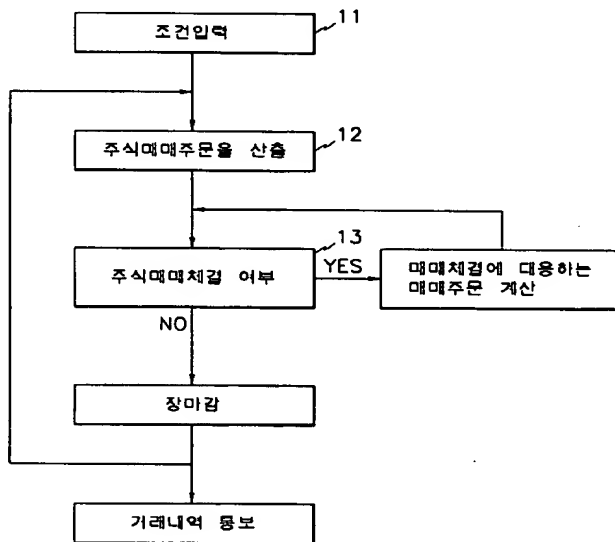 조건입력
11
주식매매주문을 산출
12
13
주식매매체결 여부
YES
매매체결에 대응하는
매매주문 계산
NO
장마감
거래내역 통보